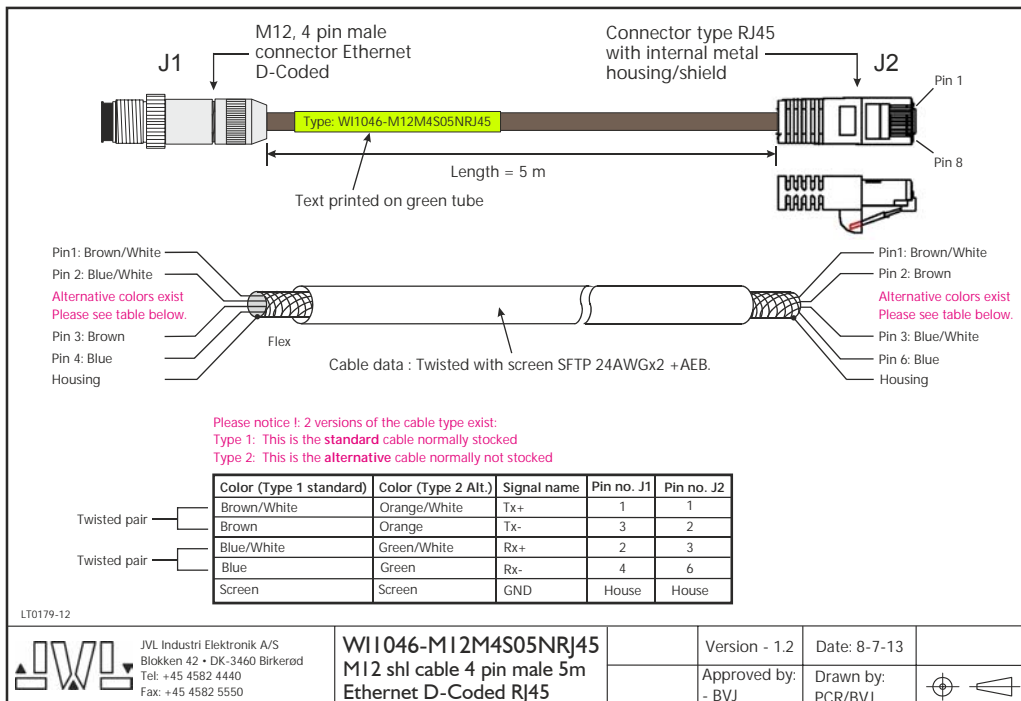 M12, 4 pin male
connector Ethernet
D-Coded
J1
Connector type RJ45
with internal metal
housing/shield
J2
Pin 1
Type: WI1046-M12M4S05NRJ45
Pin 8
Length = 5 m
Text printed on green tube
Pin1: Brown/White
Pin 2: Blue/White
Alternative colors exist
Please see table below.
Pin 3: Brown
Pin 4: Blue
Housing
Flex
Cable data : Twisted with screen SFTP 24AWGx2 +AEB.
Pin1: Brown/White
Pin 2: Brown
Alternative colors exist
Please see table below.
Pin 3: Blue/White
Pin 6: Blue
Housing
Please notice !: 2 versions of the cable type exist:
Type 1: This is the standard cable normally stocked
Type 2: This is the alternative cable normally not stocked
Color (Type 1 standard) Color (Type 2 Alt.) Signal name Pin no. J1 Pin no. J2
Brown/White Orange/White Tx+ 1 1
Brown Orange Tx- 3 2
Blue/White Green/White Rx+ 2 3
Blue Green Rx- 4 6
Screen Screen GND House House
Twisted pair
Twisted pair
LT0179-12
JVL
JVL Industri Elektronik A/S
Blokken 42 • DK-3460 Birkerød
Tel: +45 4582 4440
Fax: +45 4582 5550
WI1046-M12M4S05NRJ45
M12 shl cable 4 pin male 5m
Ethernet D-Coded RJ45
Version - 1.2
Date: 8-7-13
Approved by:
- BVJ
Drawn by:
PCR/BVJ